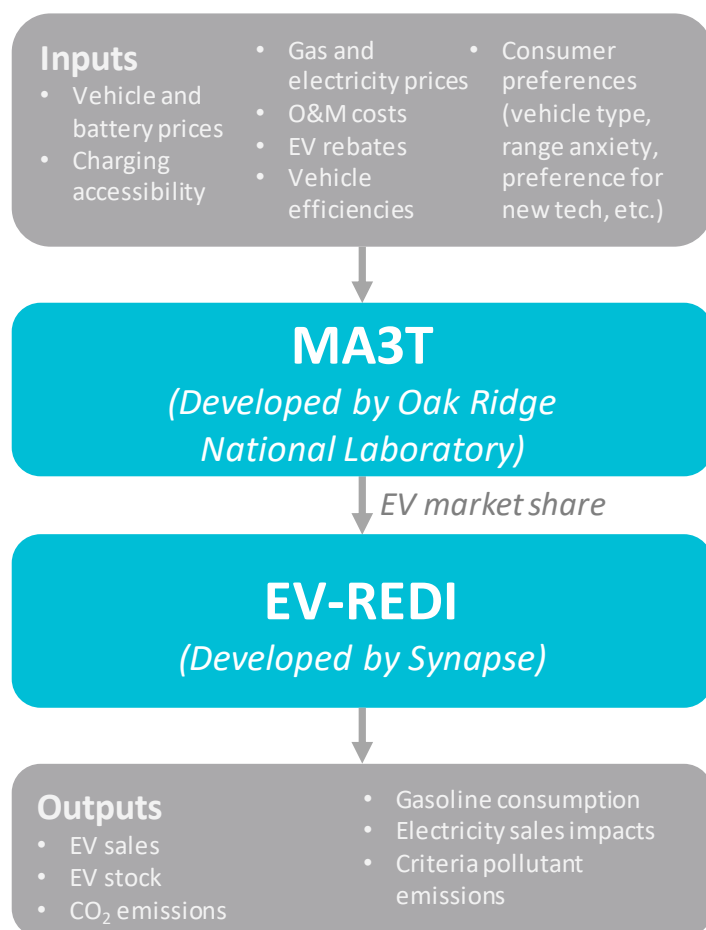 Inputs
• Vehicle and
battery prices
• Charging
accessibility
• Gas and
electricity prices
• O&M costs
• EV rebates
• Vehicle
efficiencies
• Consumer
preferences
(vehicle type,
range anxiety,
preference for
new tech, etc.)
MA3T
(Developed by Oak Ridge
National Laboratory)
EV market share
EV-REDI
(Developed by Synapse)
Outputs
• EV sales
• EV stock
• CO₂ emissions
• Gasoline consumption
• Electricity sales impacts
• Criteria pollutant
emissions